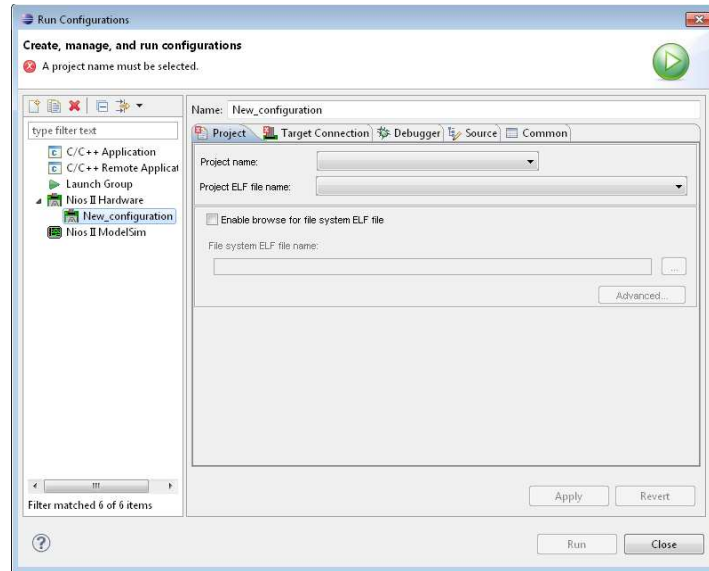 Run Configurations
Create, manage, and run configurations
A project name must be selected.
type filter text
C/C++ Application
C/C++ Remote Applicat
Launch Group
Nios II Hardware
New_configuration
Nios II ModelSim
Filter matched 6 of 6 items
Name: New_configuration
Project Target Connection Debugger Source Common
Project name:
Project ELF file name:
Enable browse for file system ELF file
File system ELF file name:
...
Advanced...
Apply Revert
? Run Close